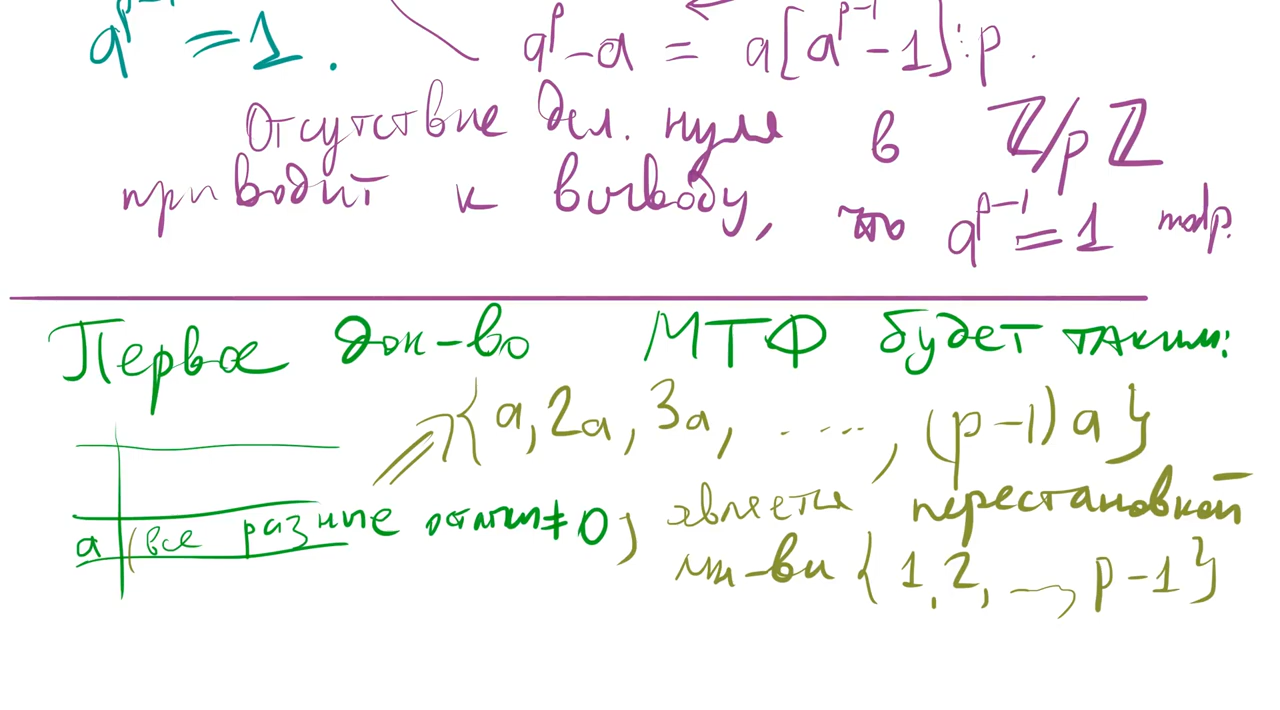 a^{p-1} = 1 .
a^p - a = a[a^{p-1} - 1] ⋮ p .
Отсутствие дел. нуля в ℤ/pℤ
приводит к выводу, что a^{p-1} = 1 mod p.
Первое док-во МТФ будет таким:
⇒ {a, 2a, 3a, ....., (p-1)a}
a (все разные остатки ≠ 0) является перестановкой
мн-ва {1, 2, ..., p-1}